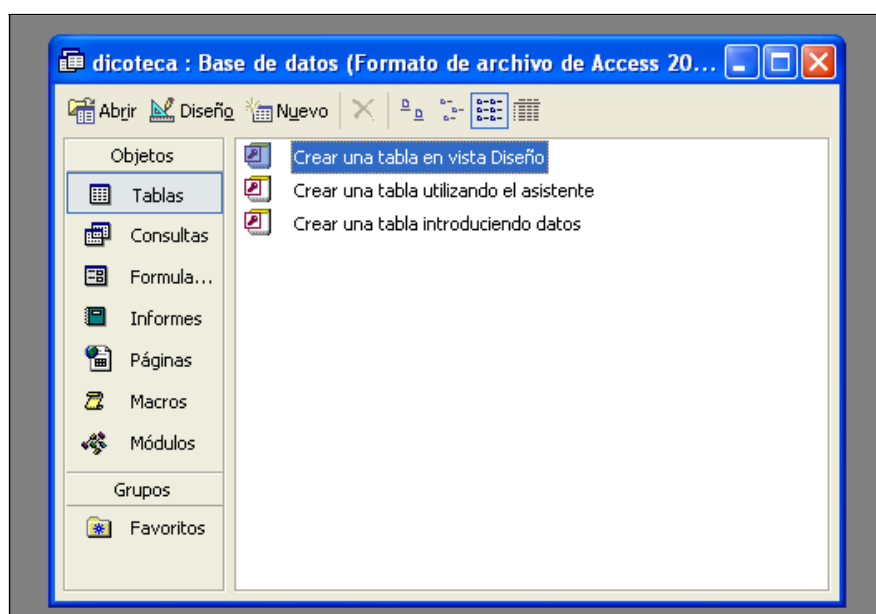 dicoteca : Base de datos (Formato de archivo de Access 20...
Abrir Diseño Nuevo
Objetos
Tablas
Consultas
Formula...
Informes
Páginas
Macros
Módulos
Grupos
Favoritos
Crear una tabla en vista Diseño
Crear una tabla utilizando el asistente
Crear una tabla introduciendo datos